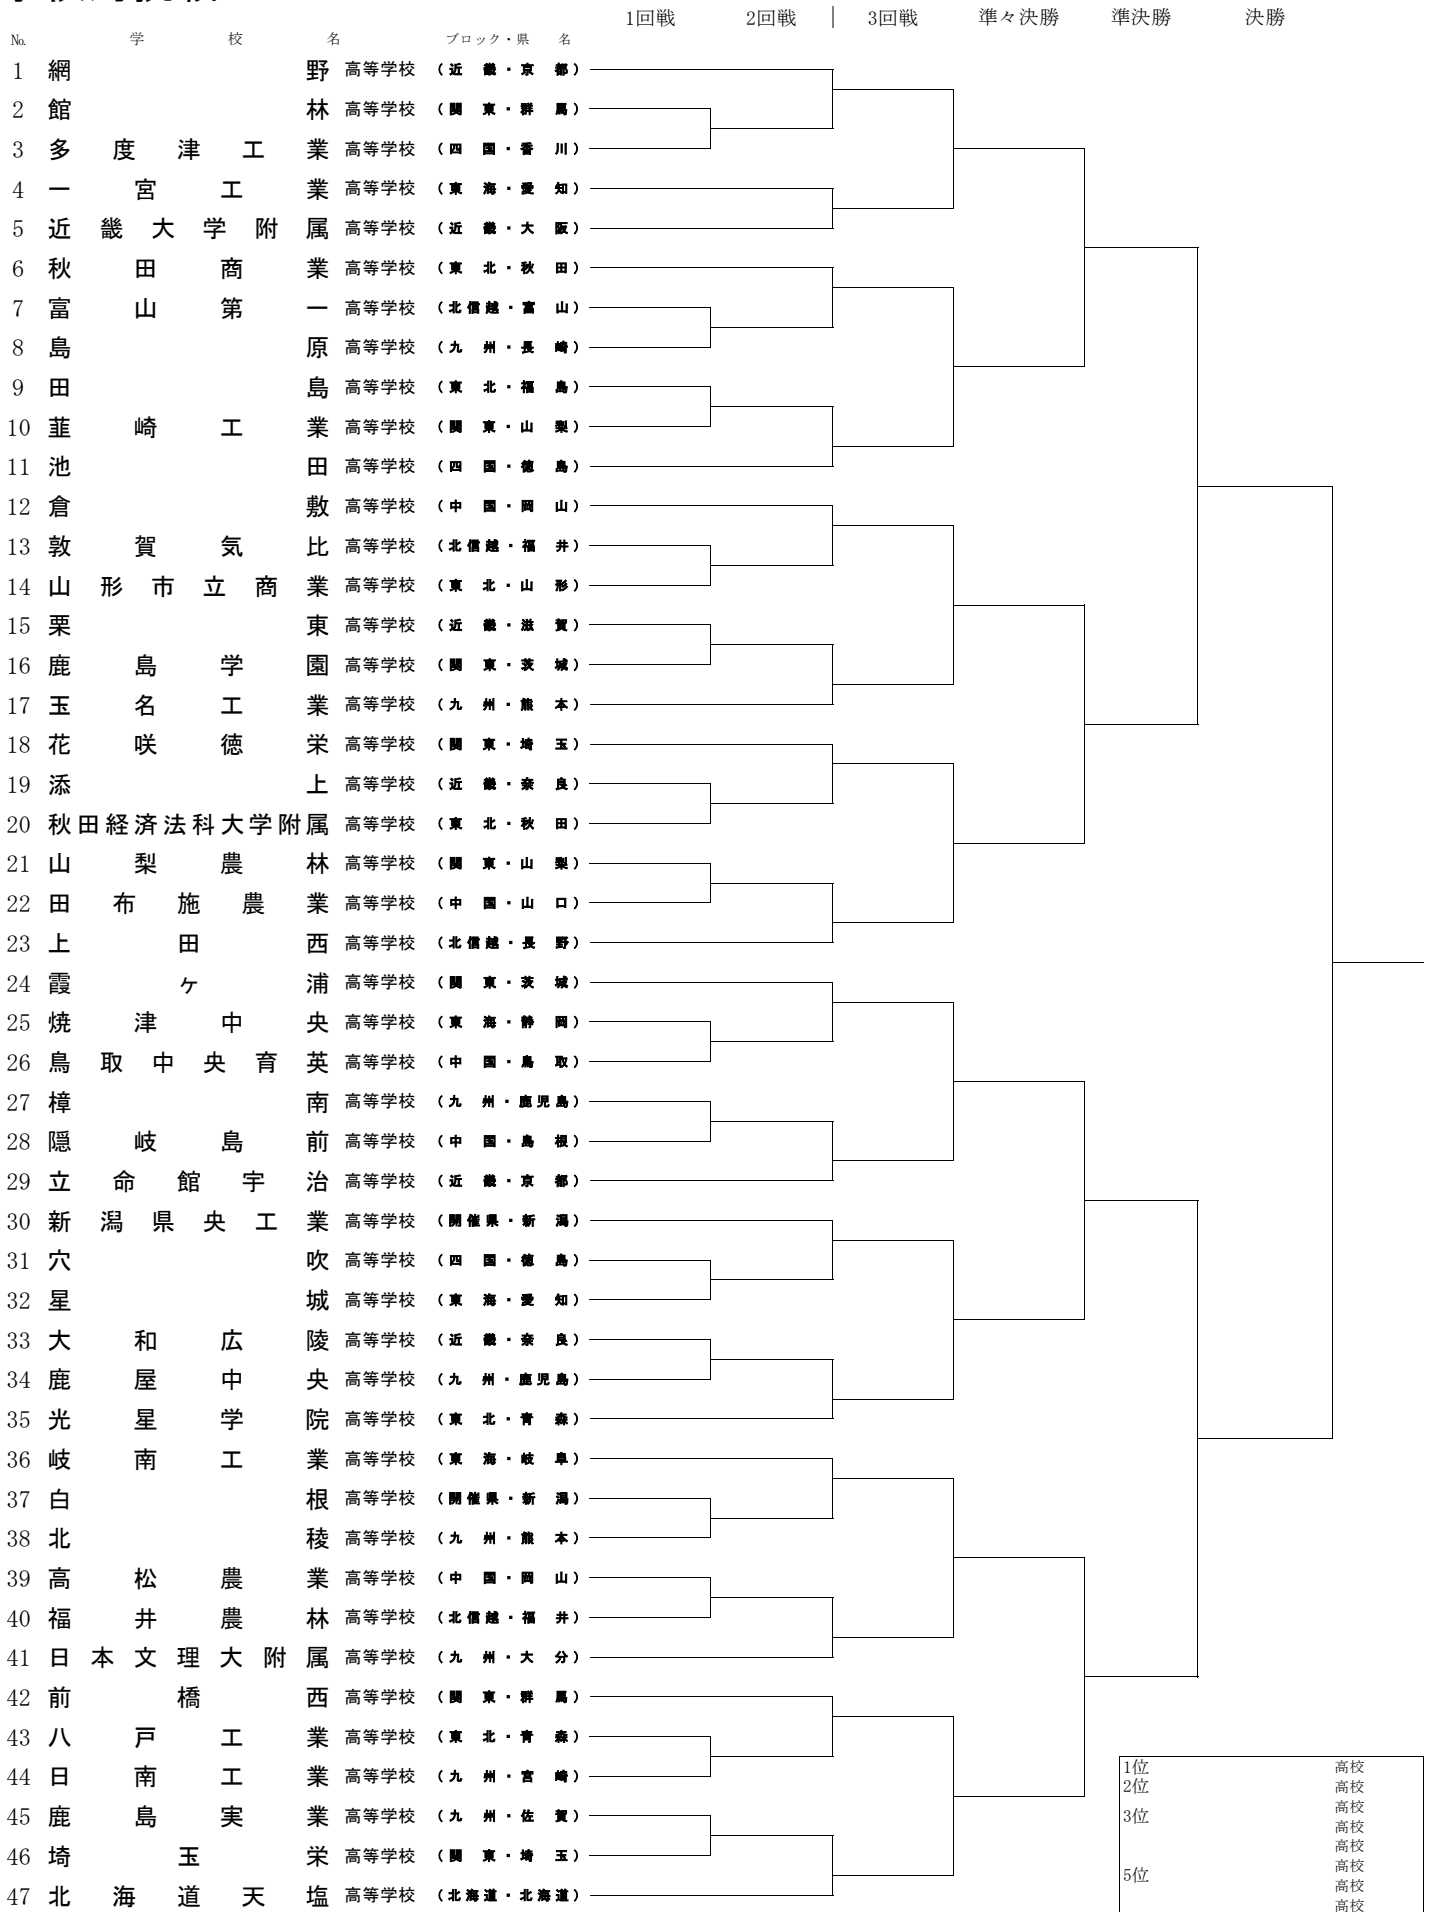 1回戦 2回戦 3回戦 準々決勝 準決勝 決勝
№ 学校名 ブロック・県名
1 網野 高等学校 (近畿・京都)
2 館林 高等学校 (関東・群馬)
3 多度津工業 高等学校 (四国・香川)
4 一宮工業 高等学校 (東海・愛知)
5 近畿大学附属 高等学校 (近畿・大阪)
6 秋田商業 高等学校 (東北・秋田)
7 富山第一 高等学校 (北信越・富山)
8 島原 高等学校 (九州・長崎)
9 田島 高等学校 (東北・福島)
10 韮崎工業 高等学校 (関東・山梨)
11 池田 高等学校 (四国・徳島)
12 倉敷 高等学校 (中国・岡山)
13 敦賀気比 高等学校 (北信越・福井)
14 山形市立商業 高等学校 (東北・山形)
15 栗東 高等学校 (近畿・滋賀)
16 鹿島学園 高等学校 (関東・茨城)
17 玉名工業 高等学校 (九州・熊本)
18 花咲徳栄 高等学校 (関東・埼玉)
19 添上 高等学校 (近畿・奈良)
20 秋田経済法科大学附属 高等学校 (東北・秋田)
21 山梨農林 高等学校 (関東・山梨)
22 田布施農業 高等学校 (中国・山口)
23 上田西 高等学校 (北信越・長野)
24 霞ヶ浦 高等学校 (関東・茨城)
25 焼津中央 高等学校 (東海・静岡)
26 鳥取中央育英 高等学校 (中国・鳥取)
27 樟南 高等学校 (九州・鹿児島)
28 隠岐島前 高等学校 (中国・島根)
29 立命館宇治 高等学校 (近畿・京都)
30 新潟県央工業 高等学校 (開催県・新潟)
31 穴吹 高等学校 (四国・徳島)
32 星城 高等学校 (東海・愛知)
33 大和広陵 高等学校 (近畿・奈良)
34 鹿屋中央 高等学校 (九州・鹿児島)
35 光星学院 高等学校 (東北・青森)
36 岐南工業 高等学校 (東海・岐阜)
37 白根 高等学校 (開催県・新潟)
38 北稜 高等学校 (九州・熊本)
39 高松農業 高等学校 (中国・岡山)
40 福井農林 高等学校 (北信越・福井)
41 日本文理大附属 高等学校 (九州・大分)
42 前橋西 高等学校 (関東・群馬)
43 八戸工業 高等学校 (東北・青森)
44 日南工業 高等学校 (九州・宮崎)
45 鹿島実業 高等学校 (九州・佐賀)
46 埼玉栄 高等学校 (関東・埼玉)
47 北海道天塩 高等学校 (北海道・北海道)
1位 高校
2位 高校
3位 高校
高校
5位 高校
高校
高校
高校